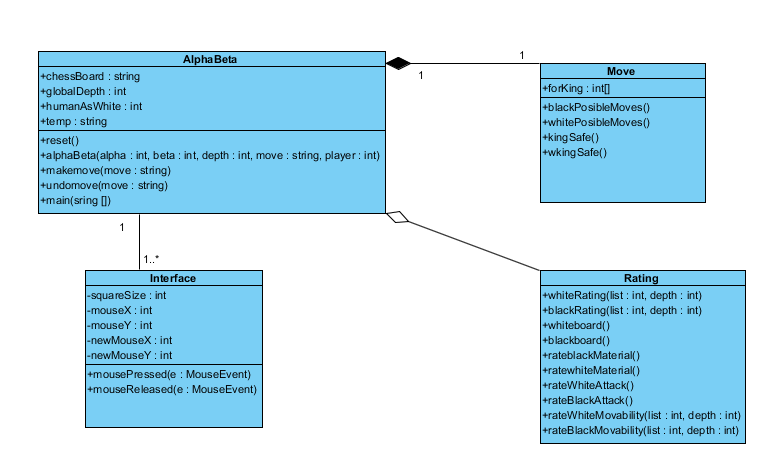 AlphaBeta
+chessBoard : string
+globalDepth : int
+humanAsWhite : int
+temp : string
+reset()
+alphaBeta(alpha : int, beta : int, depth : int, move : string, player : int)
+makemove(move : string)
+undomove(move : string)
+main(sring [])
1
1
Move
+forKing : int[]
+blackPosibleMoves()
+whitePosibleMoves()
+kingSafe()
+wkingSafe()
1
1..*
Interface
-squareSize : int
-mouseX : int
-mouseY : int
-newMouseX : int
-newMouseY : int
+mousePressed(e : MouseEvent)
+mouseReleased(e : MouseEvent)
Rating
+whiteRating(list : int, depth : int)
+blackRating(list : int, depth : int)
+whiteboard()
+blackboard()
+rateblackMaterial()
+ratewhiteMaterial()
+rateWhiteAttack()
+rateBlackAttack()
+rateWhiteMovability(list : int, depth : int)
+rateBlackMovability(list : int, depth : int)